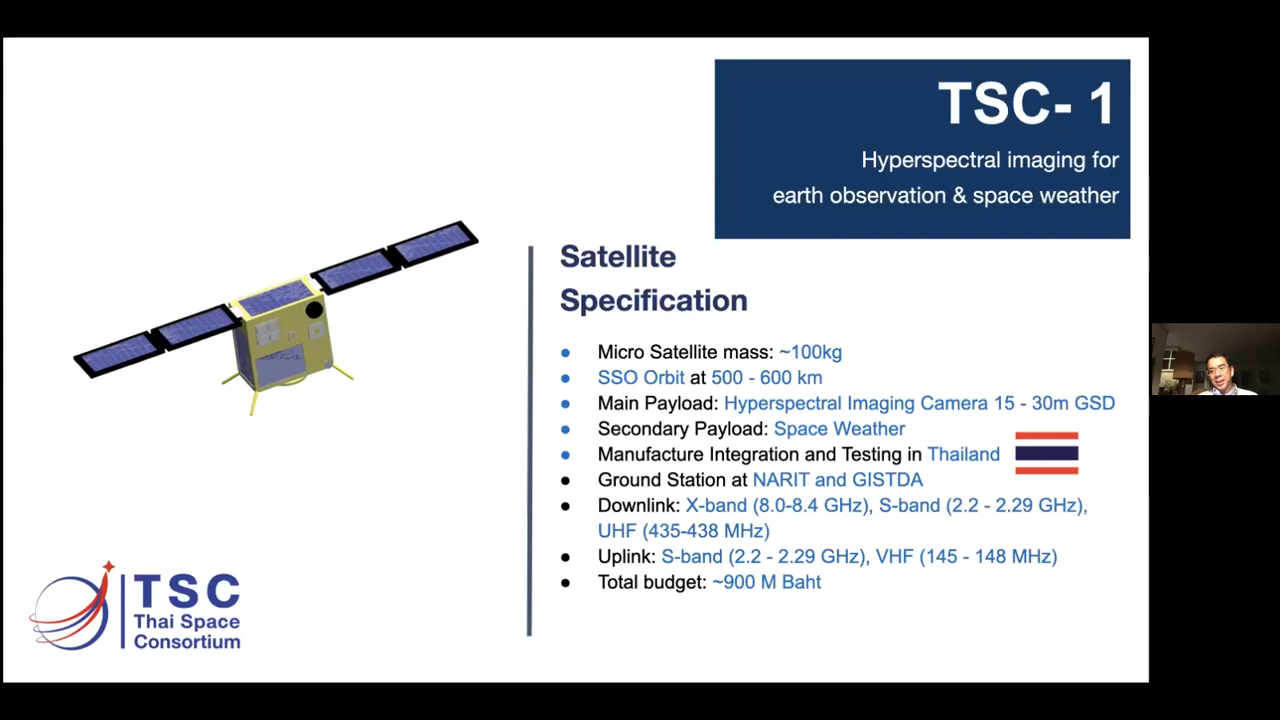 TSC- 1
Hyperspectral imaging for
earth observation & space weather
Satellite
Specification
● Micro Satellite mass: ~100kg
● SSO Orbit at 500 - 600 km
● Main Payload: Hyperspectral Imaging Camera 15 - 30m GSD
● Secondary Payload: Space Weather
● Manufacture Integration and Testing in Thailand
● Ground Station at NARIT and GISTDA
● Downlink: X-band (8.0-8.4 GHz), S-band (2.2 - 2.29 GHz),
UHF (435-438 MHz)
● Uplink: S-band (2.2 - 2.29 GHz), VHF (145 - 148 MHz)
● Total budget: ~900 M Baht
TSC
Thai Space
Consortium